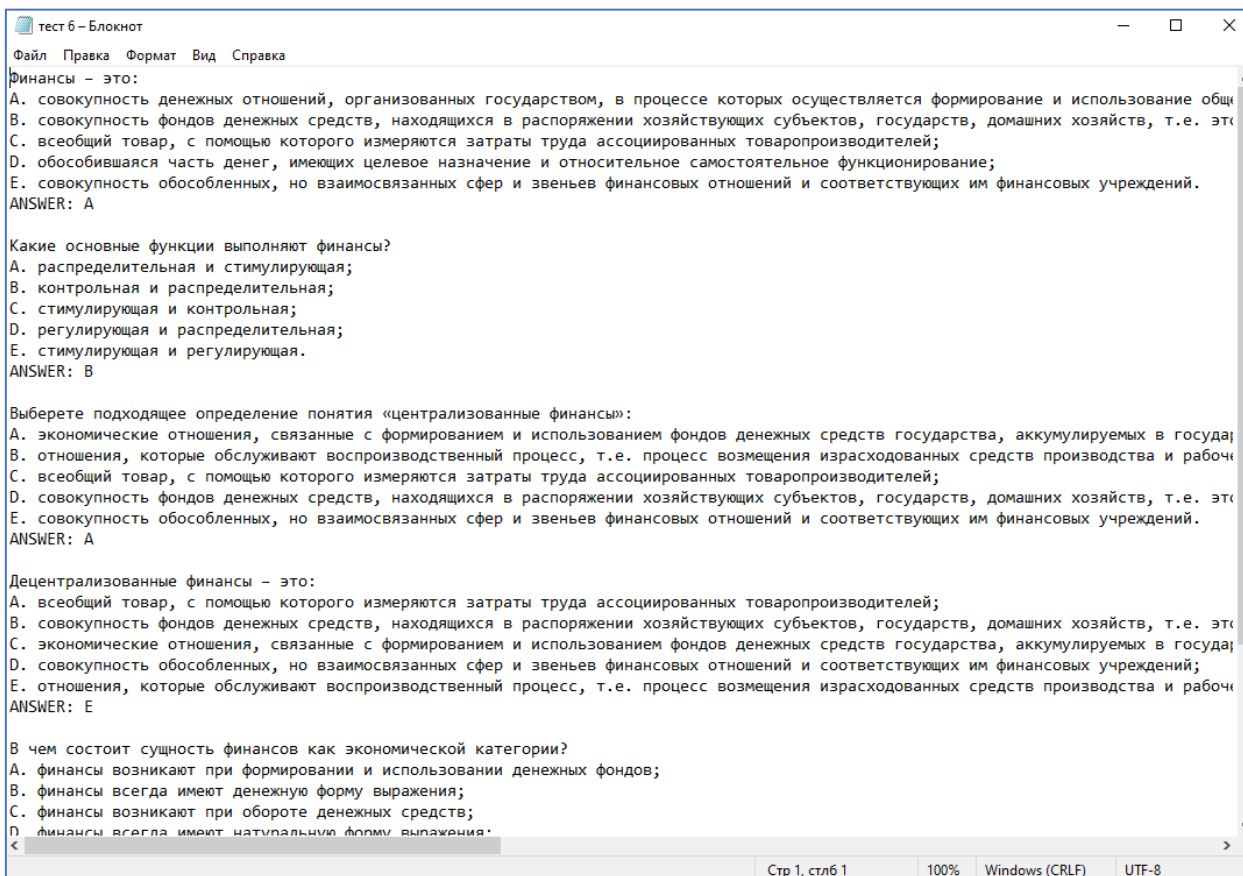 тест 6 – Блокнот
Файл Правка Формат Вид Справка
Финансы – это:
A. совокупность денежных отношений, организованных государством, в процессе которых осуществляется формирование и использование
B. совокупность фондов денежных средств, находящихся в распоряжении хозяйствующих субъектов, государств, домашних хозяйств, т.е.
C. всеобщий товар, с помощью которого измеряются затраты труда ассоциированных товаропроизводителей;
D. обособившаяся часть денег, имеющих целевое назначение и относительное самостоятельное функционирование;
E. совокупность обособленных, но взаимосвязанных сфер и звеньев финансовых отношений и соответствующих им финансовых учреждений.
ANSWER: A
Какие основные функции выполняют финансы?
A. распределительная и стимулирующая;
B. контрольная и распределительная;
C. стимулирующая и контрольная;
D. регулирующая и распределительная;
E. стимулирующая и регулирующая.
ANSWER: B
Выберете подходящее определение понятия «централизованные финансы»:
A. экономические отношения, связанные с формированием и использованием фондов денежных средств государства, аккумулируемых в
B. отношения, которые обслуживают воспроизводственный процесс, т.е. процесс возмещения израсходованных средств производства и
C. всеобщий товар, с помощью которого измеряются затраты труда ассоциированных товаропроизводителей;
D. совокупность фондов денежных средств, находящихся в распоряжении хозяйствующих субъектов, государств, домашних хозяйств, т.е.
E. совокупность обособленных, но взаимосвязанных сфер и звеньев финансовых отношений и соответствующих им финансовых учреждений.
ANSWER: A
Децентрализованные финансы – это:
A. всеобщий товар, с помощью которого измеряются затраты труда ассоциированных товаропроизводителей;
B. совокупность фондов денежных средств, находящихся в распоряжении хозяйствующих субъектов, государств, домашних хозяйств, т.е.
C. экономические отношения, связанные с формированием и использованием фондов денежных средств государства, аккумулируемых в
D. совокупность обособленных, но взаимосвязанных сфер и звеньев финансовых отношений и соответствующих им финансовых учреждений;
E. отношения, которые обслуживают воспроизводственный процесс, т.е. процесс возмещения израсходованных средств производства и
ANSWER: E
В чем состоит сущность финансов как экономической категории?
A. финансы возникают при формировании и использовании денежных фондов;
B. финансы всегда имеют денежную форму выражения;
C. финансы возникают при обороте денежных средств;
D. финансы всегда имеют натуральную форму выражения;
Стр 1, стлб 1 100% Windows (CRLF) UTF-8